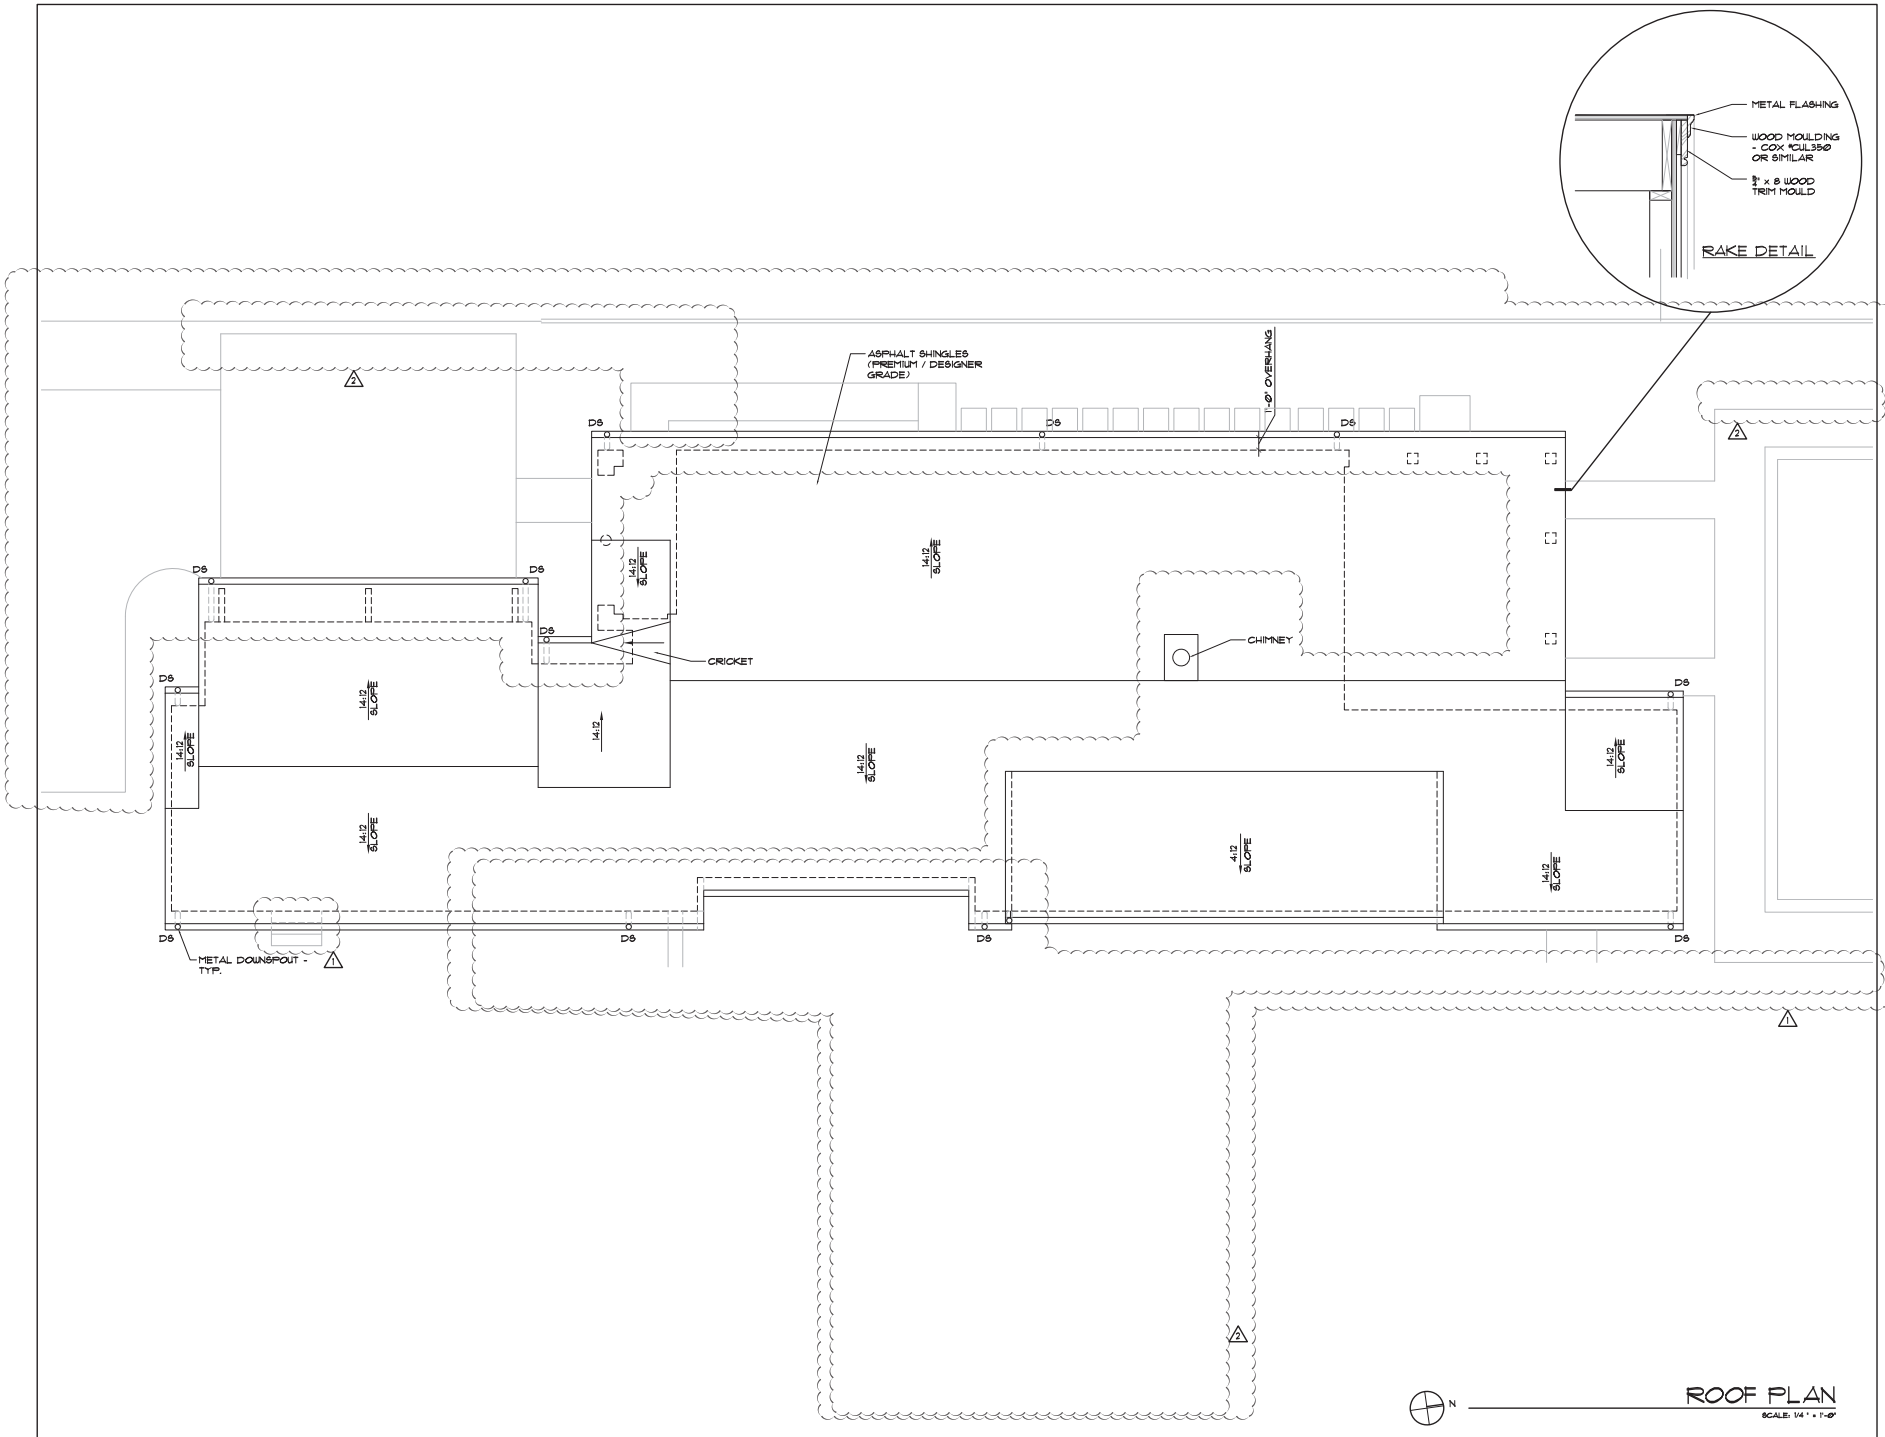 METAL FLASHING
WOOD MOULDING
- COX #CUL350
OR SIMILAR
5/4" x 8 WOOD
TRIM MOULD
RAKE DETAIL
1'-0" OVERHANG
ASPHALT SHINGLES
(PREMIUM / DESIGNER
GRADE)
2
2
DS
DS
DS
14:12
SLOPE
14:12
SLOPE
DS
DS
DS
CHIMNEY
CRICKET
DS
DS
14:12
SLOPE
14:12
SLOPE
14:12
14:12
SLOPE
14:12
SLOPE
14:12
SLOPE
4:12
SLOPE
14:12
SLOPE
DS
DS
DS
DS
METAL DOWNSPOUT -
TYP.
1
1
2
N
ROOF PLAN
SCALE: 1/4" = 1'-0"